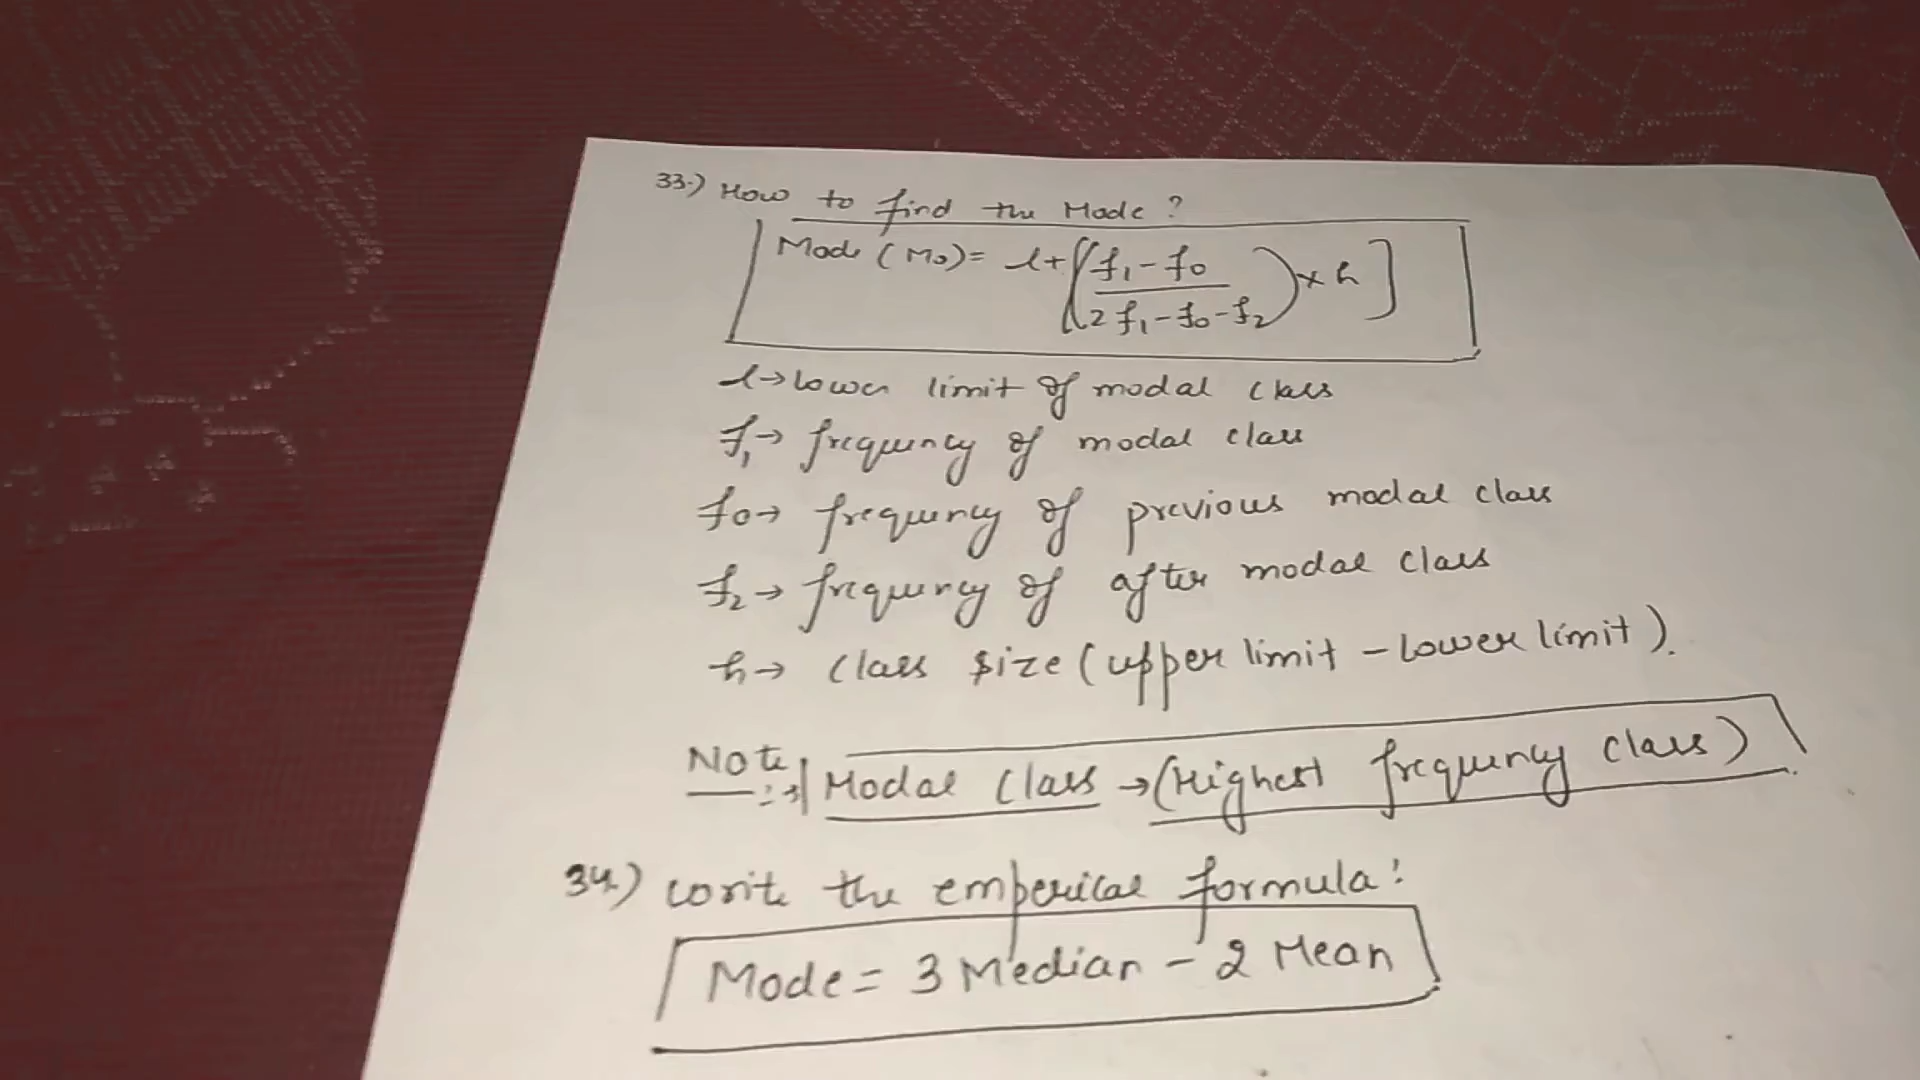 33.) How to find the Mode?
Mode (Mo) = l + [(f₁ - f₀ / 2f₁ - f₀ - f₂) × h]
l → lower limit of modal class
f₁ → frequency of modal class
f₀ → frequency of previous modal class
f₂ → frequency of after modal class
h → class size (upper limit - lower limit).
Note :→ Modal Class → (Highest frequency class)
34.) write the emperical formula:
Mode = 3 Median - 2 Mean